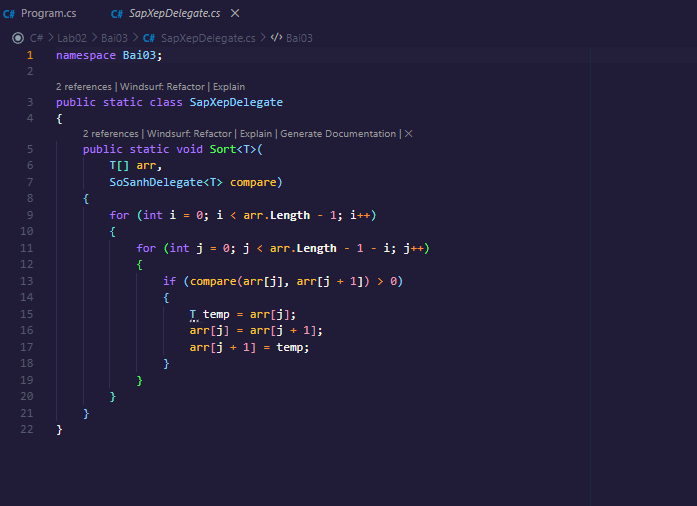 C# Program.cs C# SapXepDelegate.cs ×
C# > Lab02 > Bai03 > C# SapXepDelegate.cs > </> Bai03
1 namespace Bai03;
2
2 references | Windsurf: Refactor | Explain
3 public static class SapXepDelegate
4 {
2 references | Windsurf: Refactor | Explain | Generate Documentation | ×
5     public static void Sort<T>(
6         T[] arr,
7         SoSanhDelegate<T> compare)
8     {
9         for (int i = 0; i < arr.Length - 1; i++)
10         {
11             for (int j = 0; j < arr.Length - 1 - i; j++)
12             {
13                 if (compare(arr[j], arr[j + 1]) > 0)
14                 {
15                     T temp = arr[j];
16                     arr[j] = arr[j + 1];
17                     arr[j + 1] = temp;
18                 }
19             }
20         }
21     }
22 }